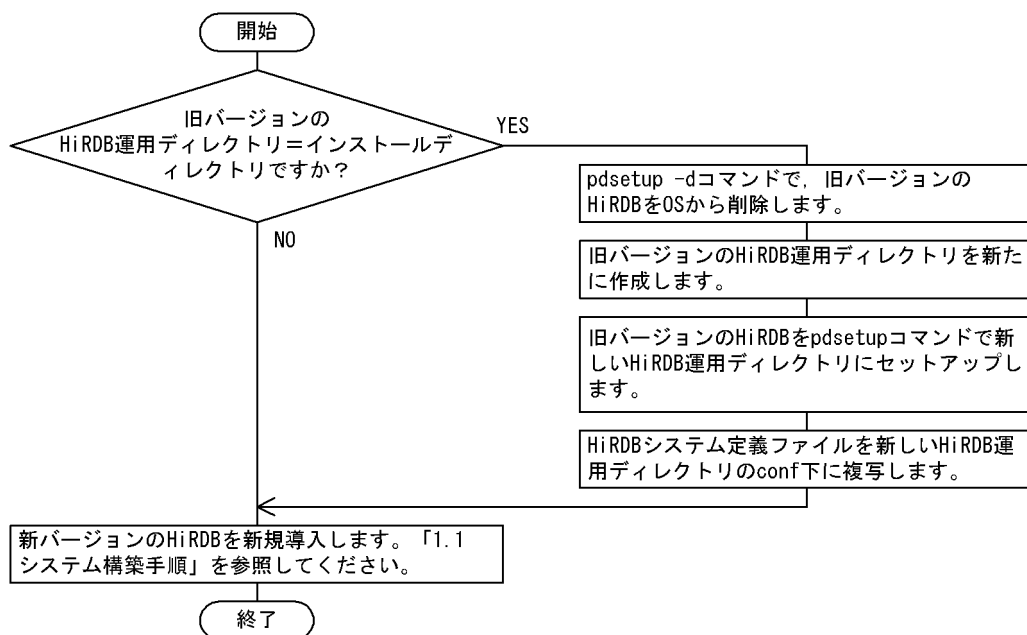 開始
旧バージョンの
HiRDB運用ディレクトリ＝インストールデ
ィレクトリですか？
YES
NO
pdsetup -dコマンドで，旧バージョンの
HiRDBをOSから削除します。
旧バージョンのHiRDB運用ディレクトリを新た
に作成します。
旧バージョンのHiRDBをpdsetupコマンドで新
しいHiRDB運用ディレクトリにセットアップし
ます。
HiRDBシステム定義ファイルを新しいHiRDB運
用ディレクトリのconf下に複写します。
新バージョンのHiRDBを新規導入します。「1.1
システム構築手順」を参照してください。
終了